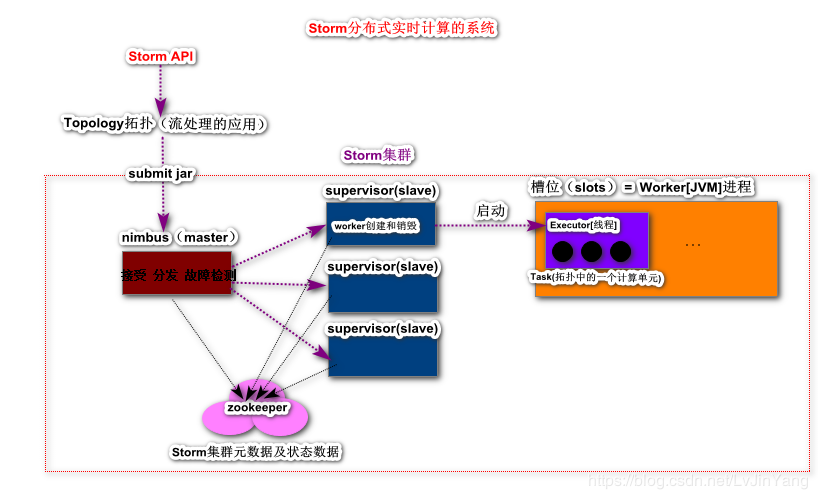 Storm分布式实时计算的系统
Storm API
Topology拓扑（流处理的应用）
Storm集群
submit jar
supervisor(slave)
槽位（slots）= Worker[JVM]进程
启动
worker创建和销毁
Executor[线程]
nimbus（master）
...
接受 分发 故障检测
supervisor(slave)
Task(拓扑中的一个计算单元)
supervisor(slave)
zookeeper
Storm集群元数据及状态数据
https://blog.csdn.net/LvJinYang